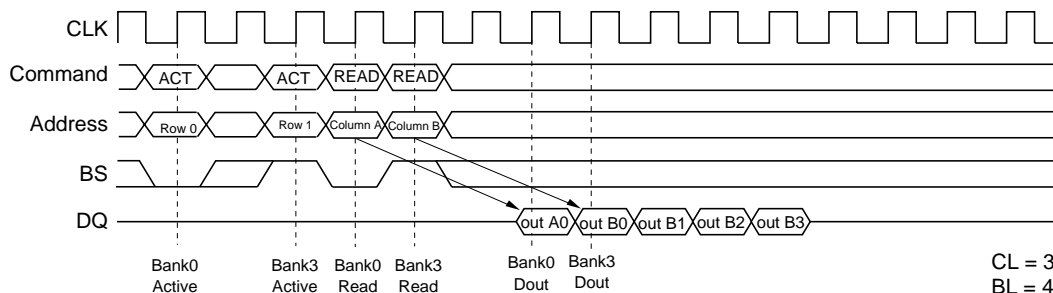 CLK
Command ACT ACT READ READ
Address Row 0 Row 1 Column A Column B
BS
DQ out A0 out B0 out B1 out B2 out B3
Bank0 Active
Bank3 Active
Bank0 Read
Bank3 Read
Bank0 Dout
Bank3 Dout
CL = 3
BL = 4